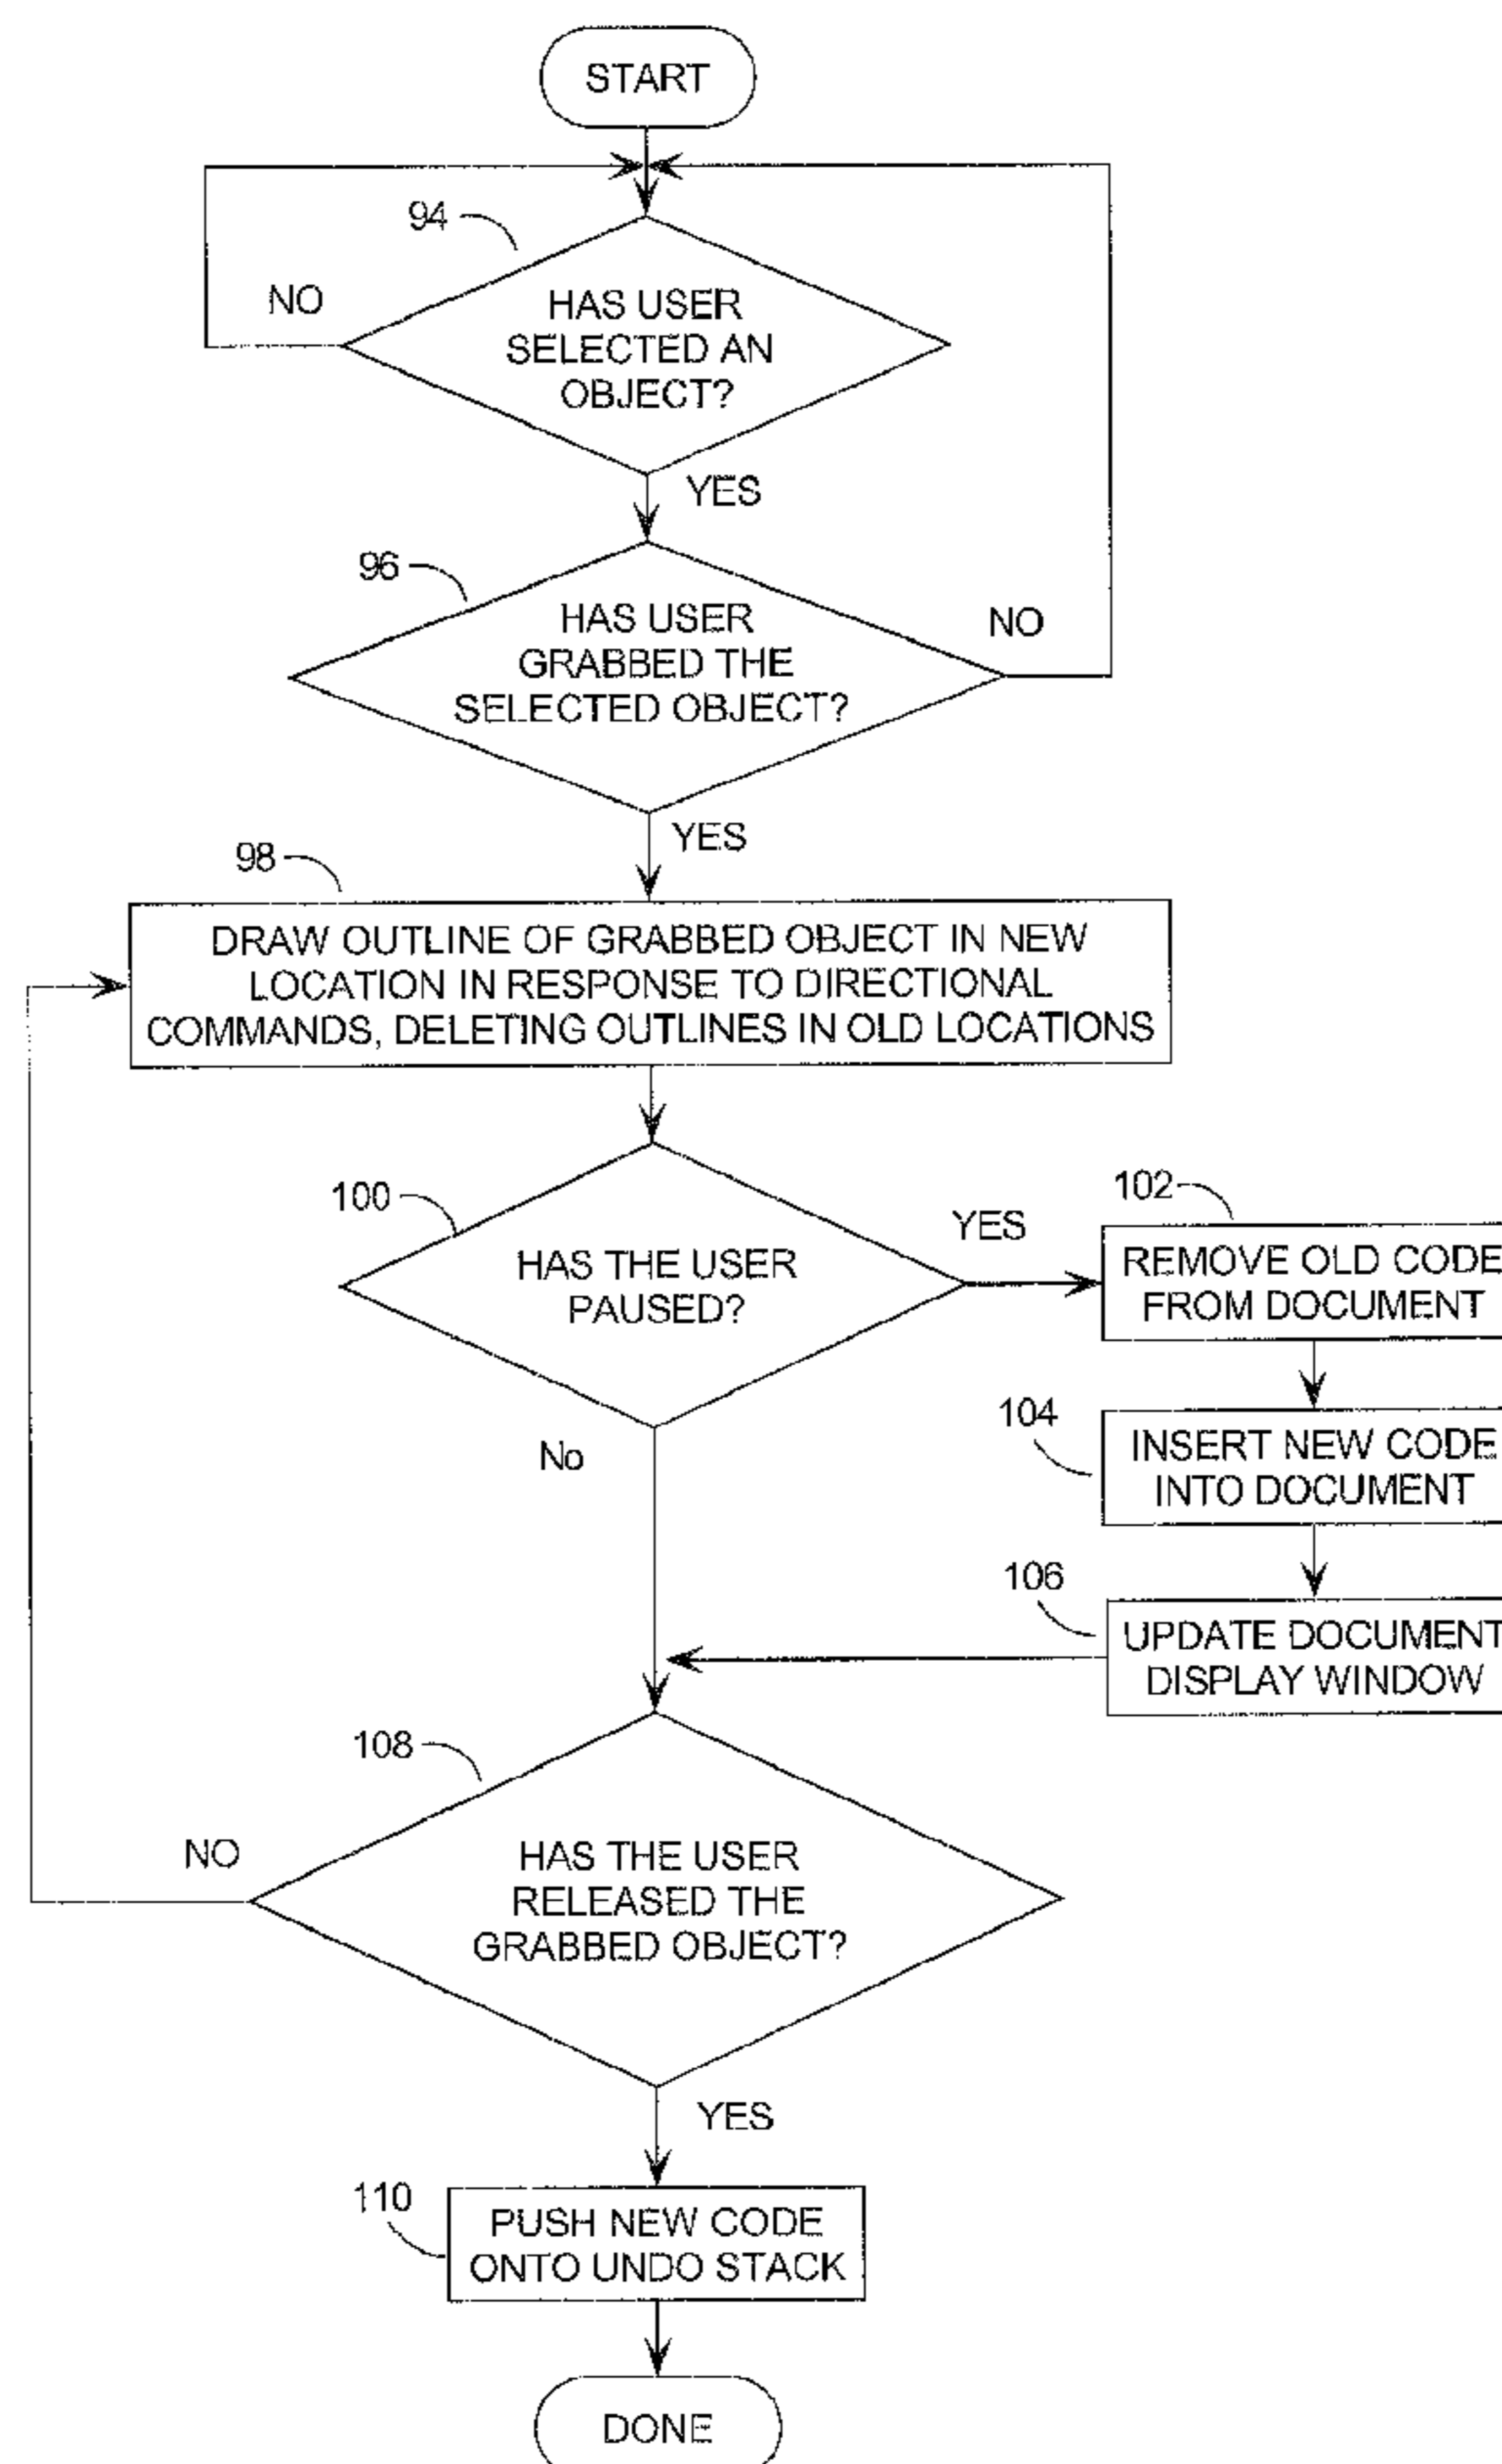 START
94
NO
HAS USER
SELECTED AN
OBJECT?
YES
96
HAS USER
GRABBED THE
SELECTED OBJECT?
NO
YES
98
DRAW OUTLINE OF GRABBED OBJECT IN NEW
LOCATION IN RESPONSE TO DIRECTIONAL
COMMANDS, DELETING OUTLINES IN OLD LOCATIONS
100
HAS THE USER
PAUSED?
YES
102
REMOVE OLD CODE
FROM DOCUMENT
No
104
INSERT NEW CODE
INTO DOCUMENT
106
UPDATE DOCUMENT
DISPLAY WINDOW
108
NO
HAS THE USER
RELEASED THE
GRABBED OBJECT?
YES
110
PUSH NEW CODE
ONTO UNDO STACK
DONE